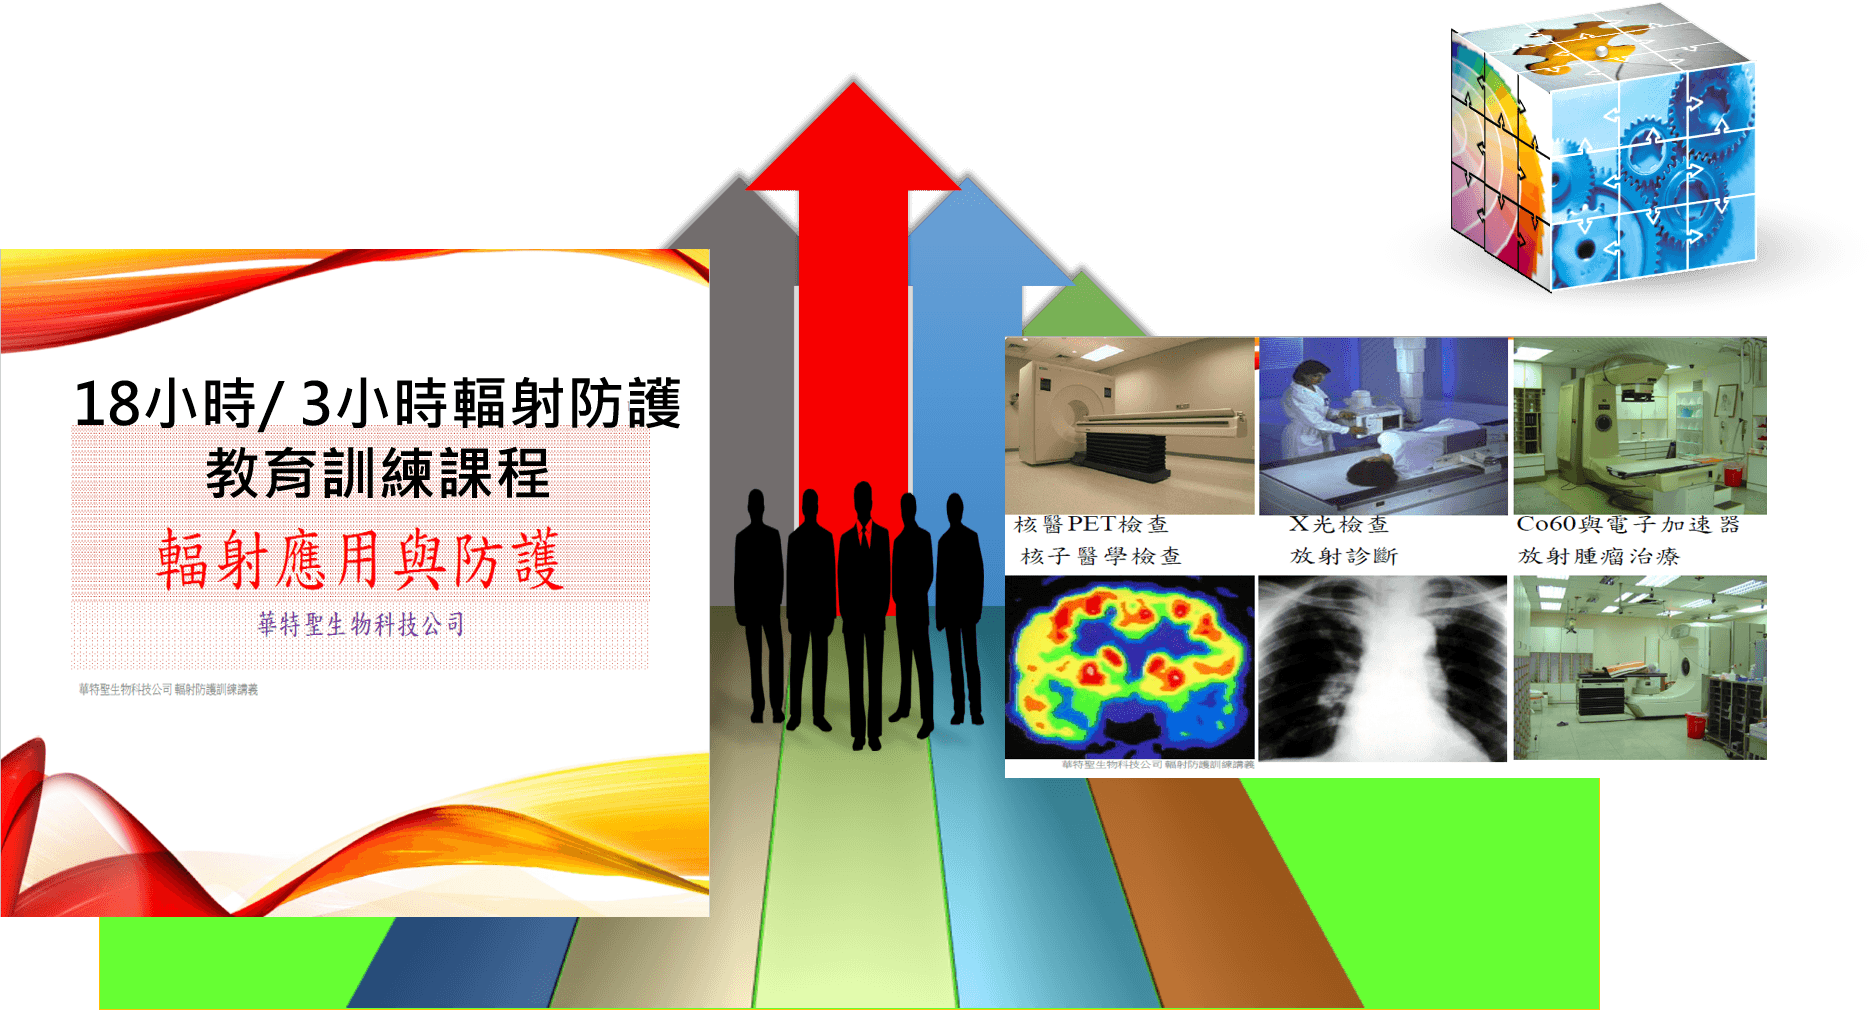 18小時/ 3小時輻射防護
教育訓練課程
輻射應用與防護
華特聖生物科技公司
華特聖生物科技公司 輻射防護訓練講義
核醫PET檢查
核子醫學檢查
X光檢查
放射診斷
Co60與電子加速器
放射腫瘤治療
華特聖生物科技公司 輻射防護訓練講義